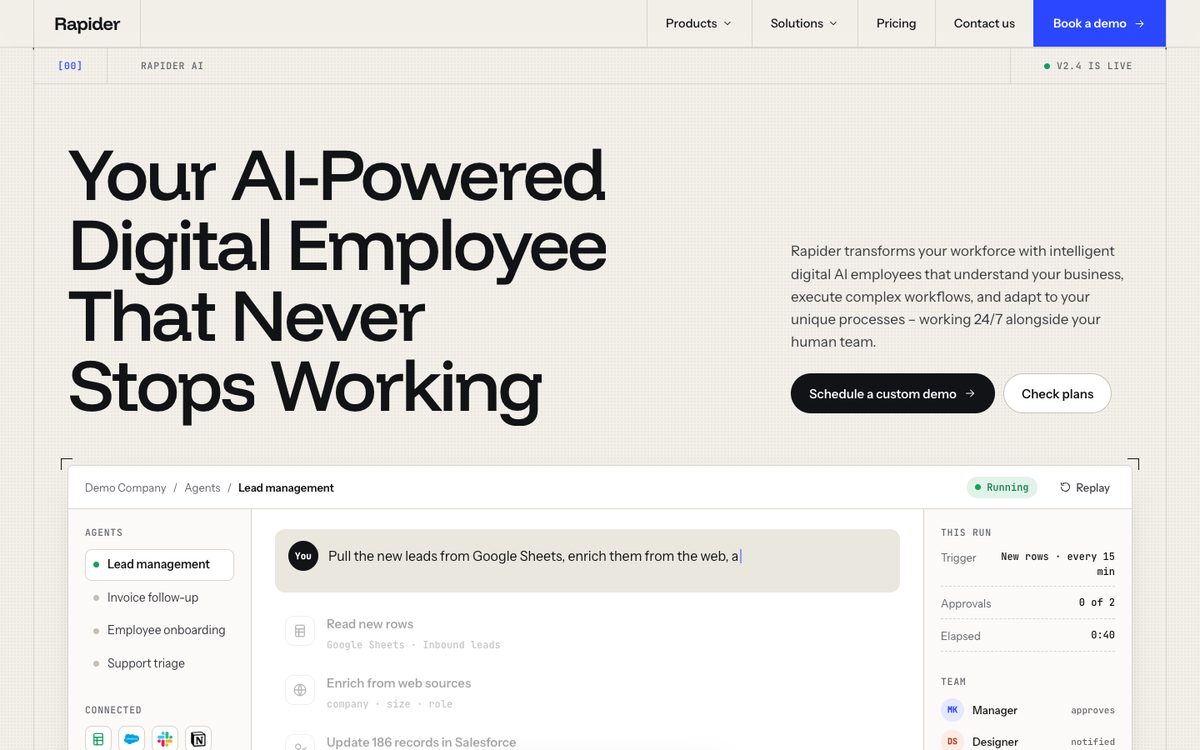 Rapider
Products
Solutions
Pricing
Contact us
Book a demo →
[00]
RAPIDER AI
V2.4 IS LIVE
Your AI-Powered
Digital Employee
That Never
Stops Working
Rapider transforms your workforce with intelligent
digital AI employees that understand your business,
execute complex workflows, and adapt to your
unique processes – working 24/7 alongside your
human team.
Schedule a custom demo →
Check plans
Demo Company / Agents / Lead management
Running
Replay
AGENTS
Lead management
Invoice follow-up
Employee onboarding
Support triage
CONNECTED
You
Pull the new leads from Google Sheets, enrich them from the web, a
Read new rows
Google Sheets · Inbound leads
Enrich from web sources
company · size · role
Update 186 records in Salesforce
THIS RUN
Trigger
New rows · every 15
min
Approvals
0 of 2
Elapsed
0:40
TEAM
MK
Manager
approves
DS
Designer
notified